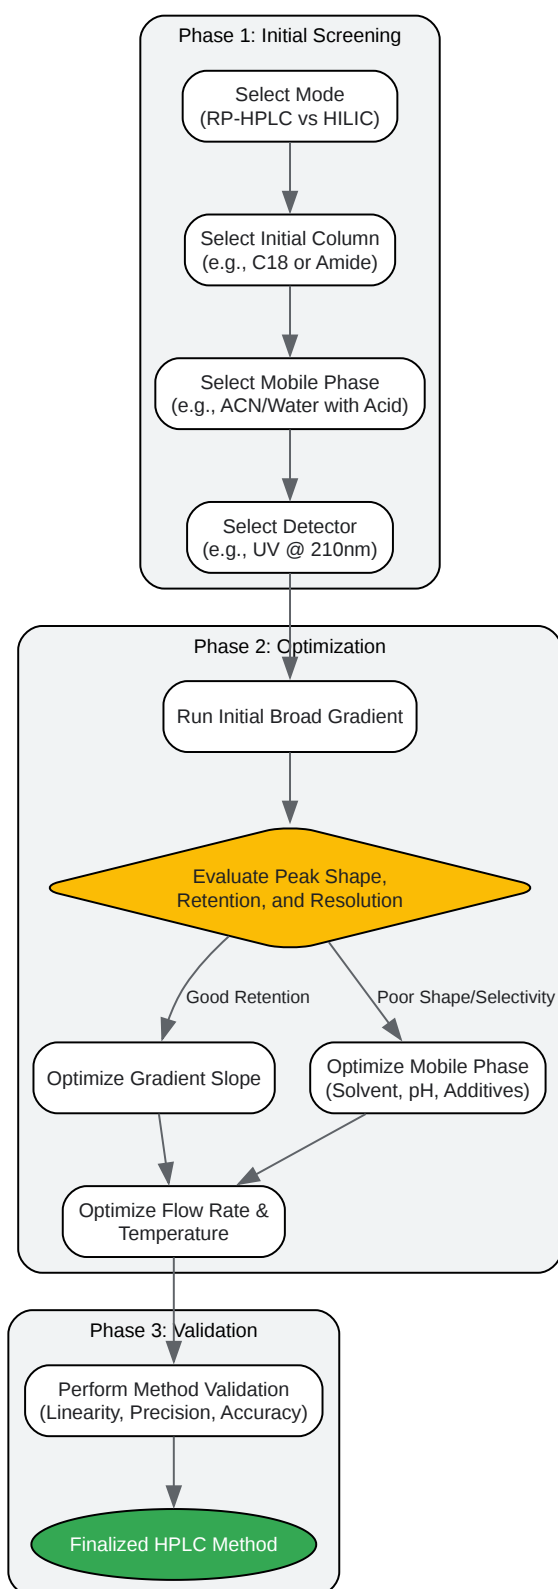 Phase 1: Initial Screening
Select Mode
(RP-HPLC vs HILIC)
Select Initial Column
(e.g., C18 or Amide)
Select Mobile Phase
(e.g., ACN/Water with Acid)
Select Detector
(e.g., UV @ 210nm)
Phase 2: Optimization
Run Initial Broad Gradient
Evaluate Peak Shape,
Retention, and Resolution
Good Retention
Poor Shape/Selectivity
Optimize Gradient Slope
Optimize Mobile Phase
(Solvent, pH, Additives)
Optimize Flow Rate &
Temperature
Phase 3: Validation
Perform Method Validation
(Linearity, Precision, Accuracy)
Finalized HPLC Method